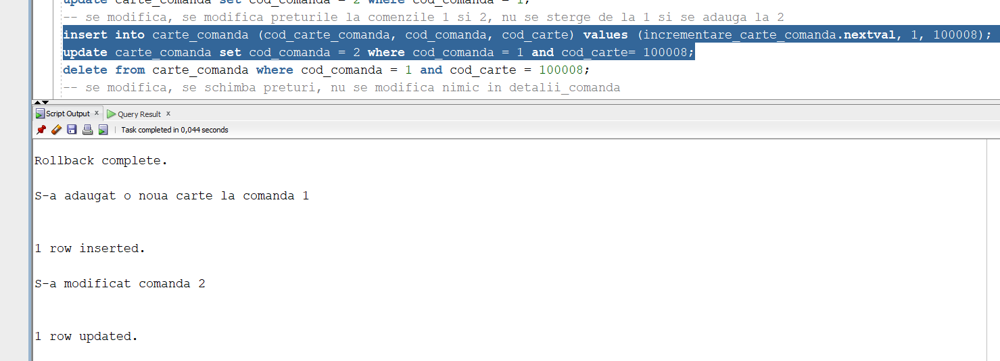 update carte_comanda set cod_comanda = 2 where cod_comanda = 1;
-- se modifica, se modifica preturile la comenzile 1 si 2, nu se sterge de la 1 si se adauga la 2
insert into carte_comanda (cod_carte_comanda, cod_comanda, cod_carte) values (incrementare_carte_comanda.nextval, 1, 100008);
update carte_comanda set cod_comanda = 2 where cod_comanda = 1 and cod_carte= 100008;
delete from carte_comanda where cod_comanda = 1 and cod_carte = 100008;
-- se modifica, se schimba preturi, nu se modifica nimic in detalii_comanda
Script Output x Query Result x
Task completed in 0,044 seconds
Rollback complete.
S-a adaugat o noua carte la comanda 1
1 row inserted.
S-a modificat comanda 2
1 row updated.